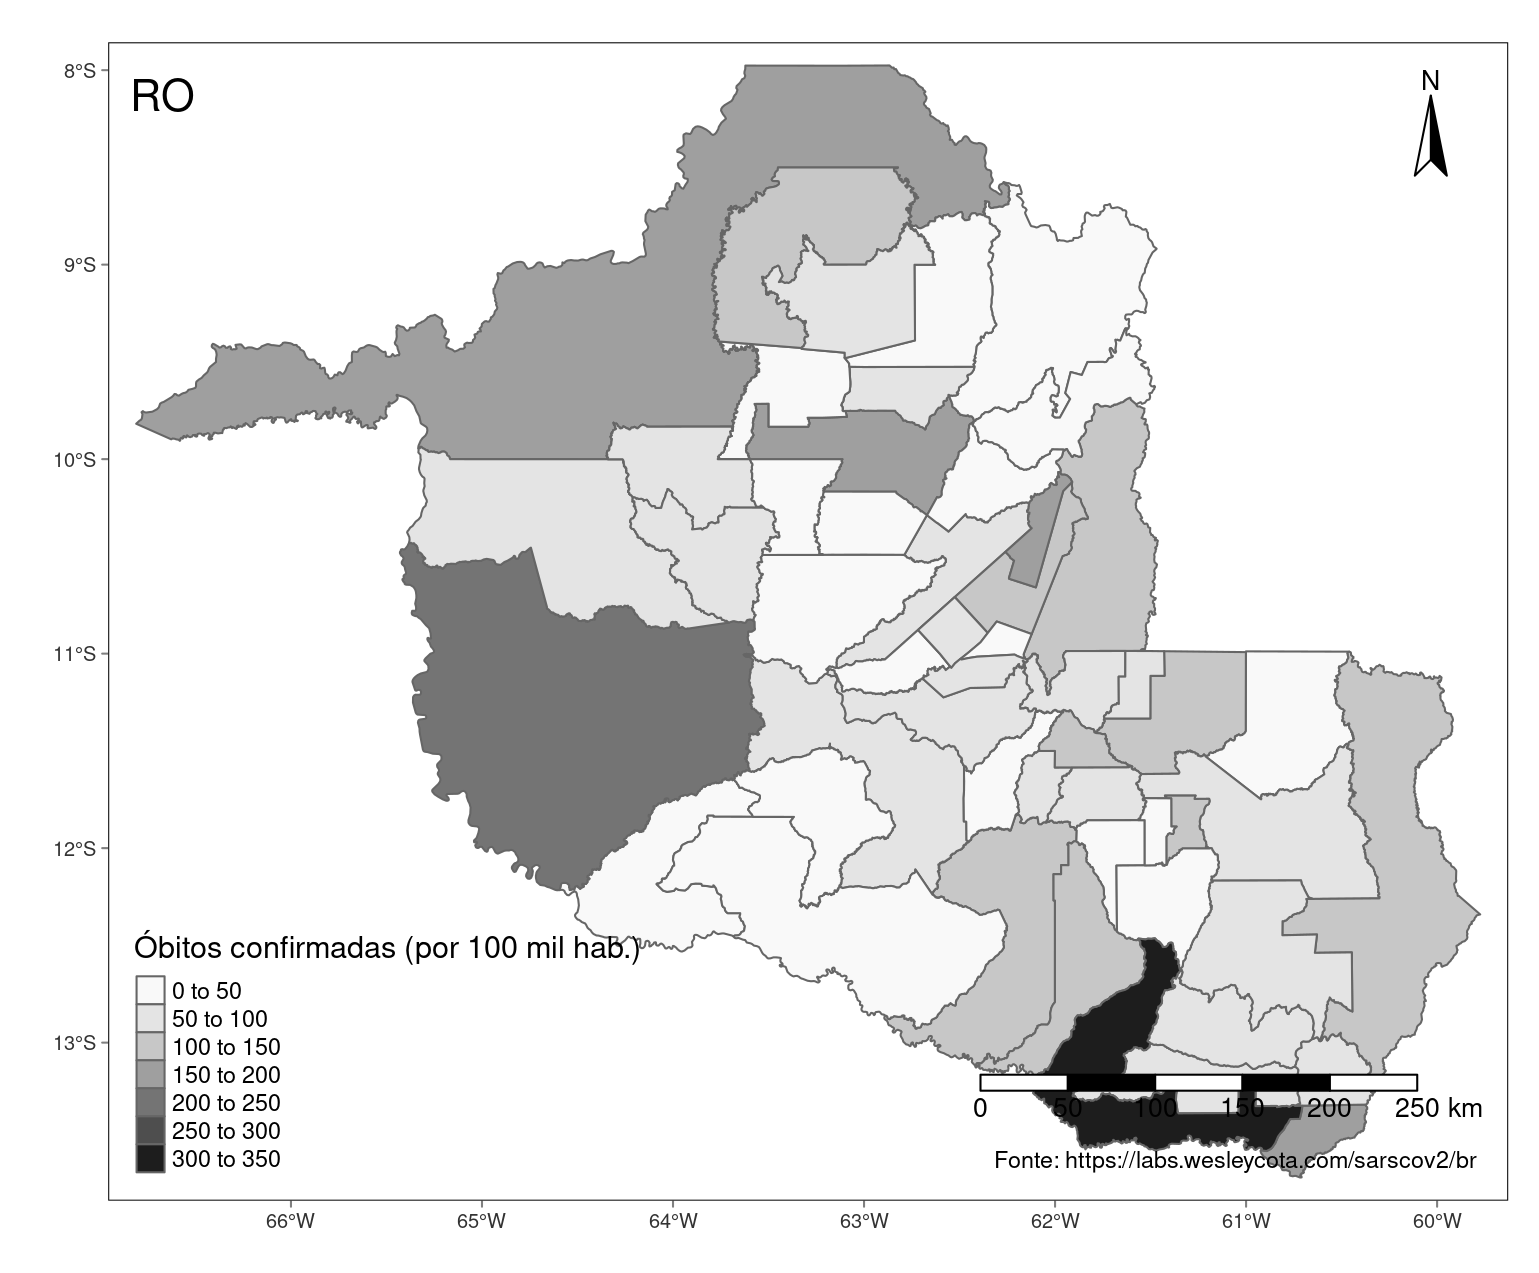 RO
N
8°S
9°S
10°S
11°S
12°S
13°S
Óbitos confirmadas (por 100 mil hab.)
0 to 50
50 to 100
100 to 150
150 to 200
200 to 250
250 to 300
300 to 350
0 50 100 150 200 250 km
Fonte: https://labs.wesleycota.com/sarscov2/br
66°W 65°W 64°W 63°W 62°W 61°W 60°W